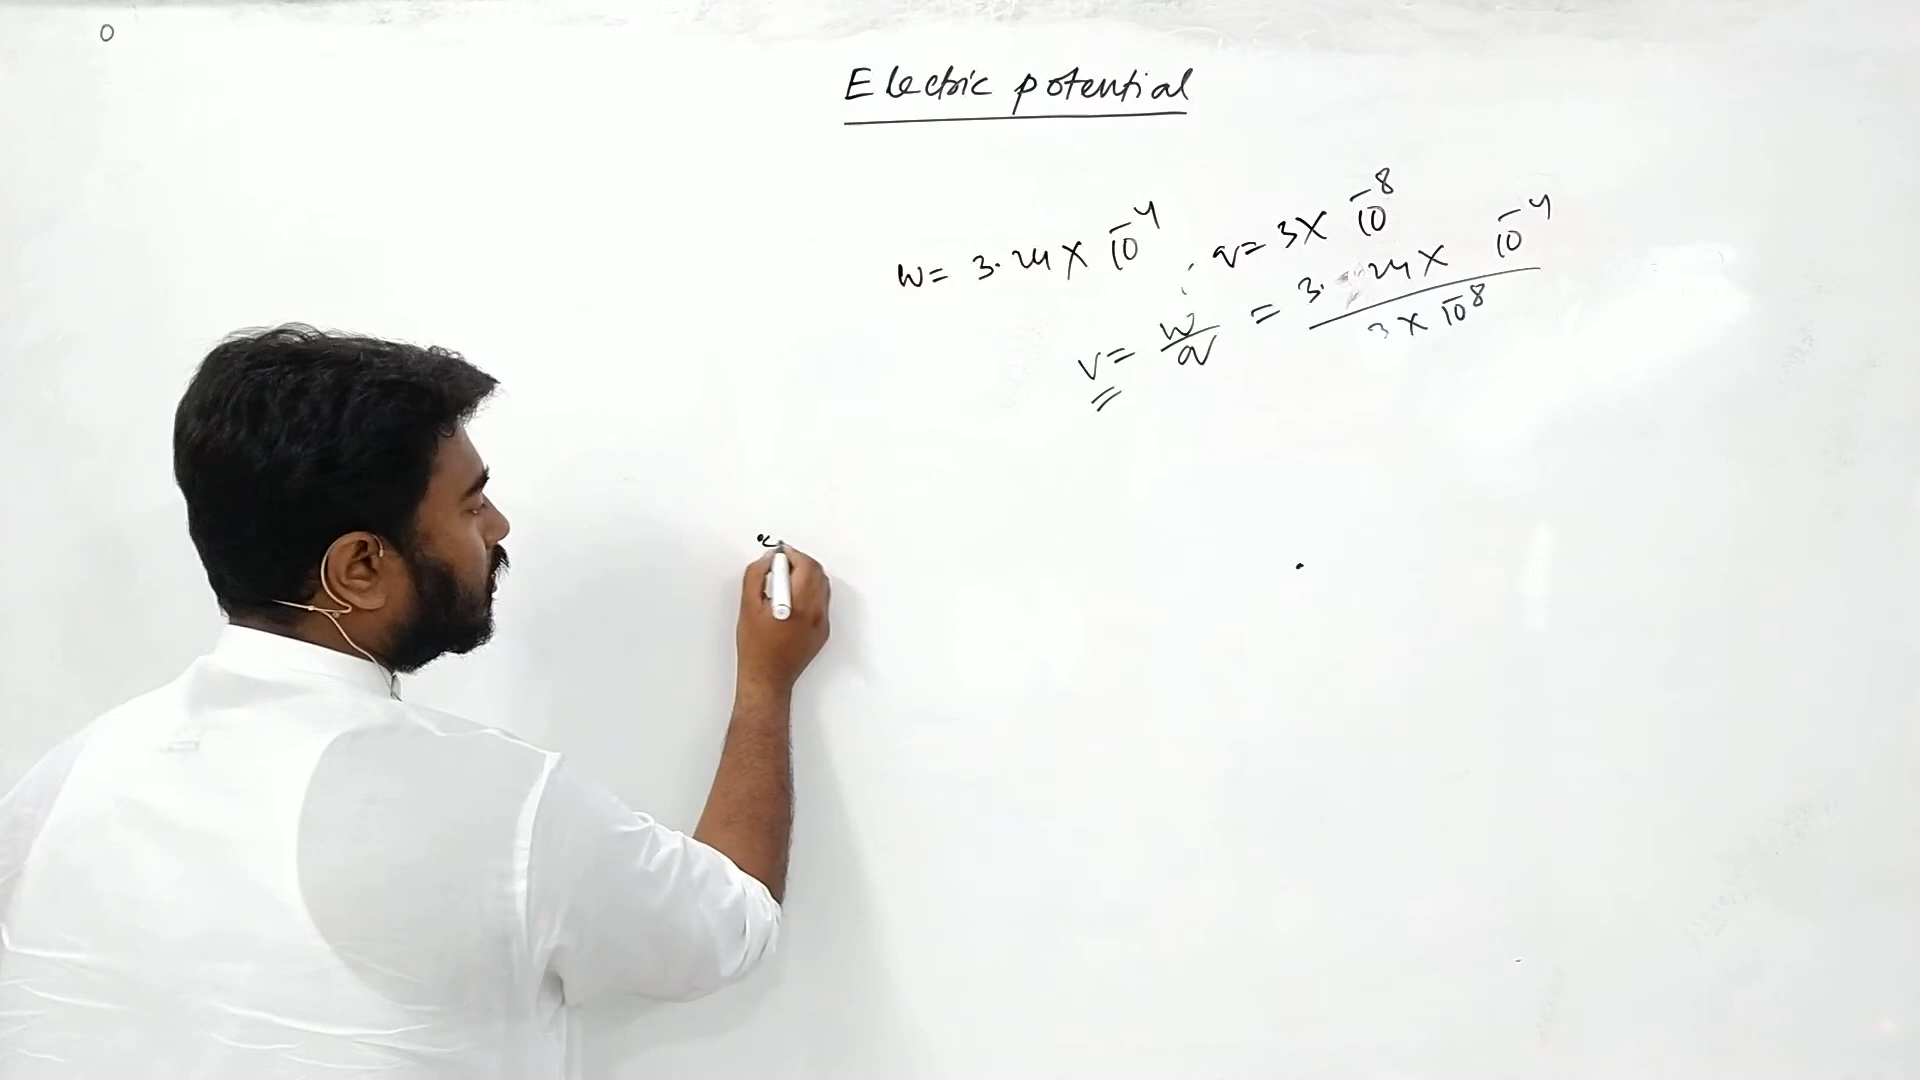 0
Electric potential
w = 3.24 × 10⁻⁴ , q = 3 × 10⁻⁸
v = w/q = 3.24 × 10⁻⁴ / 3 × 10⁻⁸